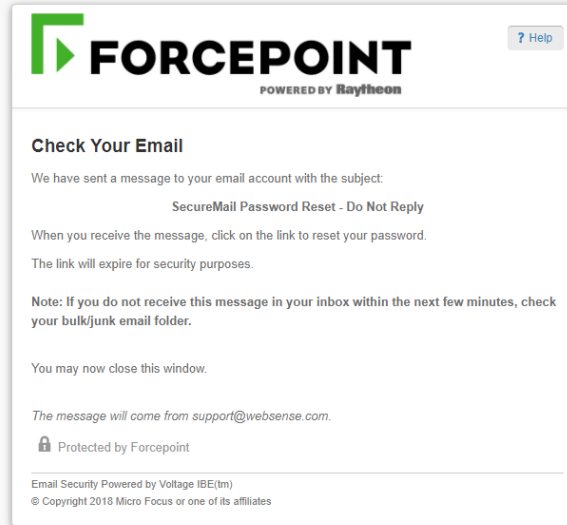 FORCEPOINT
POWERED BY Raytheon
? Help
Check Your Email
We have sent a message to your email account with the subject:
SecureMail Password Reset - Do Not Reply
When you receive the message, click on the link to reset your password.
The link will expire for security purposes.
Note: If you do not receive this message in your inbox within the next few minutes, check
your bulk/junk email folder.
You may now close this window.
The message will come from support@websense.com.
Protected by Forcepoint
Email Security Powered by Voltage IBE(tm)
© Copyright 2018 Micro Focus or one of its affiliates